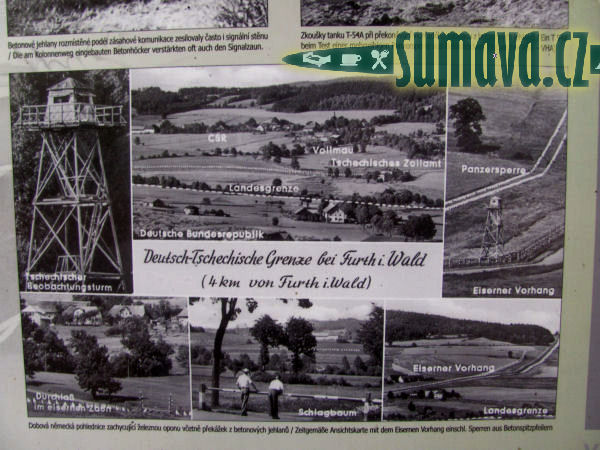 Betonové jehlany rozmístěné podél zásahové komunikace zesilovaly často i signální stěnu
/ Die am Kolonnenweg eingebauten Betonhöcker verstärkten oft auch den Signalzaun.
Zkoušky tanku T-54A při překon
beim Test einer
VHA
sumava.cz
ČSR
Vollmau
Tschechisches Zollamt
Landesgrenze
Deutsche Bundesrepublik
Panzersperre
Eiserner Vorhang
Tschechischer
Beobachtungsturm
Deutsch-Tschechische Grenze bei Furth i. Wald
(4 km von Furth i. Wald)
Durchlaß
im eisernen Zaun
Schlagbaum
Eiserner Vorhang
Landesgrenze
Dobová německá pohlednice zachycující železnou oponu včetně překážek z betonových jehlanů / Zeitgemäße Ansichtskarte mit dem Eisernen Vorhang einschl. Sperren aus Betonspitzpfeilern